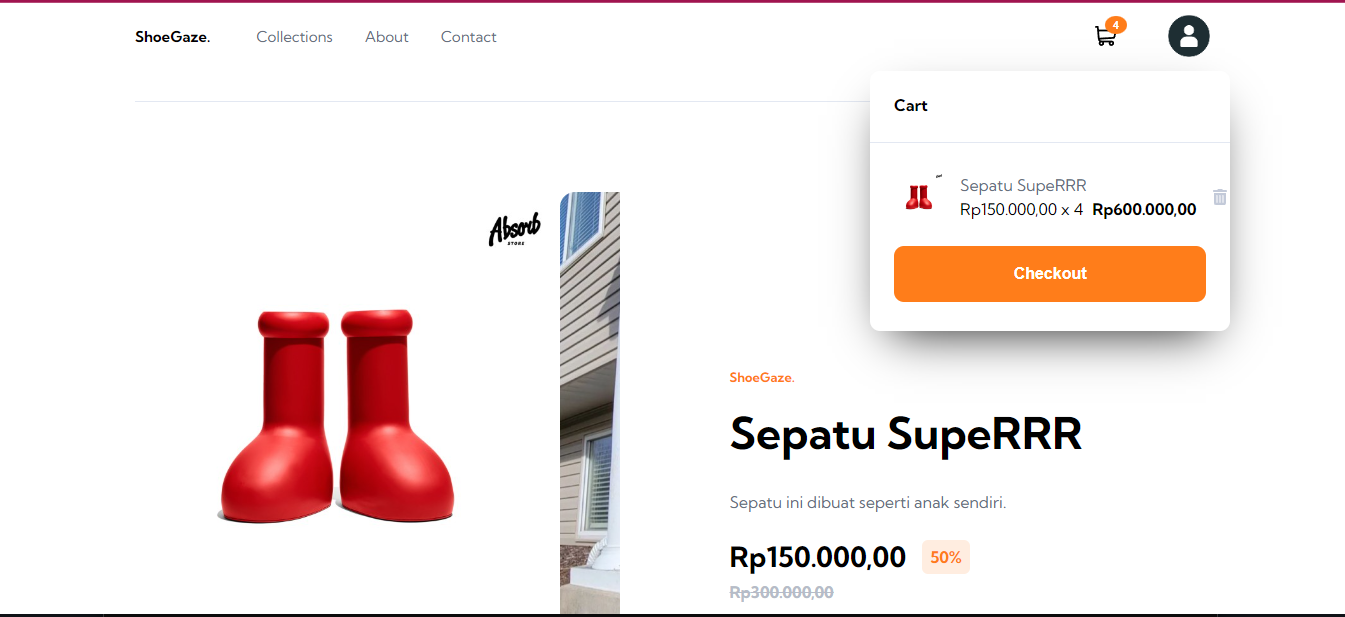 ShoeGaze.
Collections
About
Contact
4
Cart
Sepatu SupeRRR
Rp150.000,00 x 4 Rp600.000,00
Checkout
Absorb
STORE
ShoeGaze.
Sepatu SupeRRR
Sepatu ini dibuat seperti anak sendiri.
Rp150.000,00 50%
Rp300.000,00